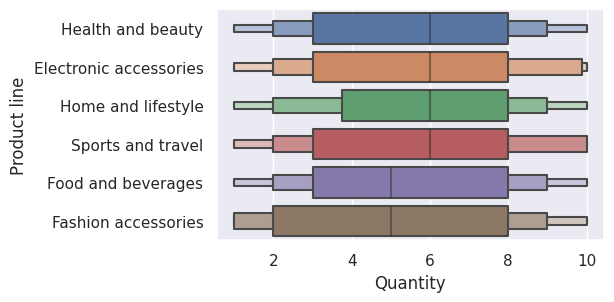 Health and beauty
Electronic accessories
Home and lifestyle
Sports and travel
Food and beverages
Fashion accessories
Product line
2 4 6 8 10
Quantity